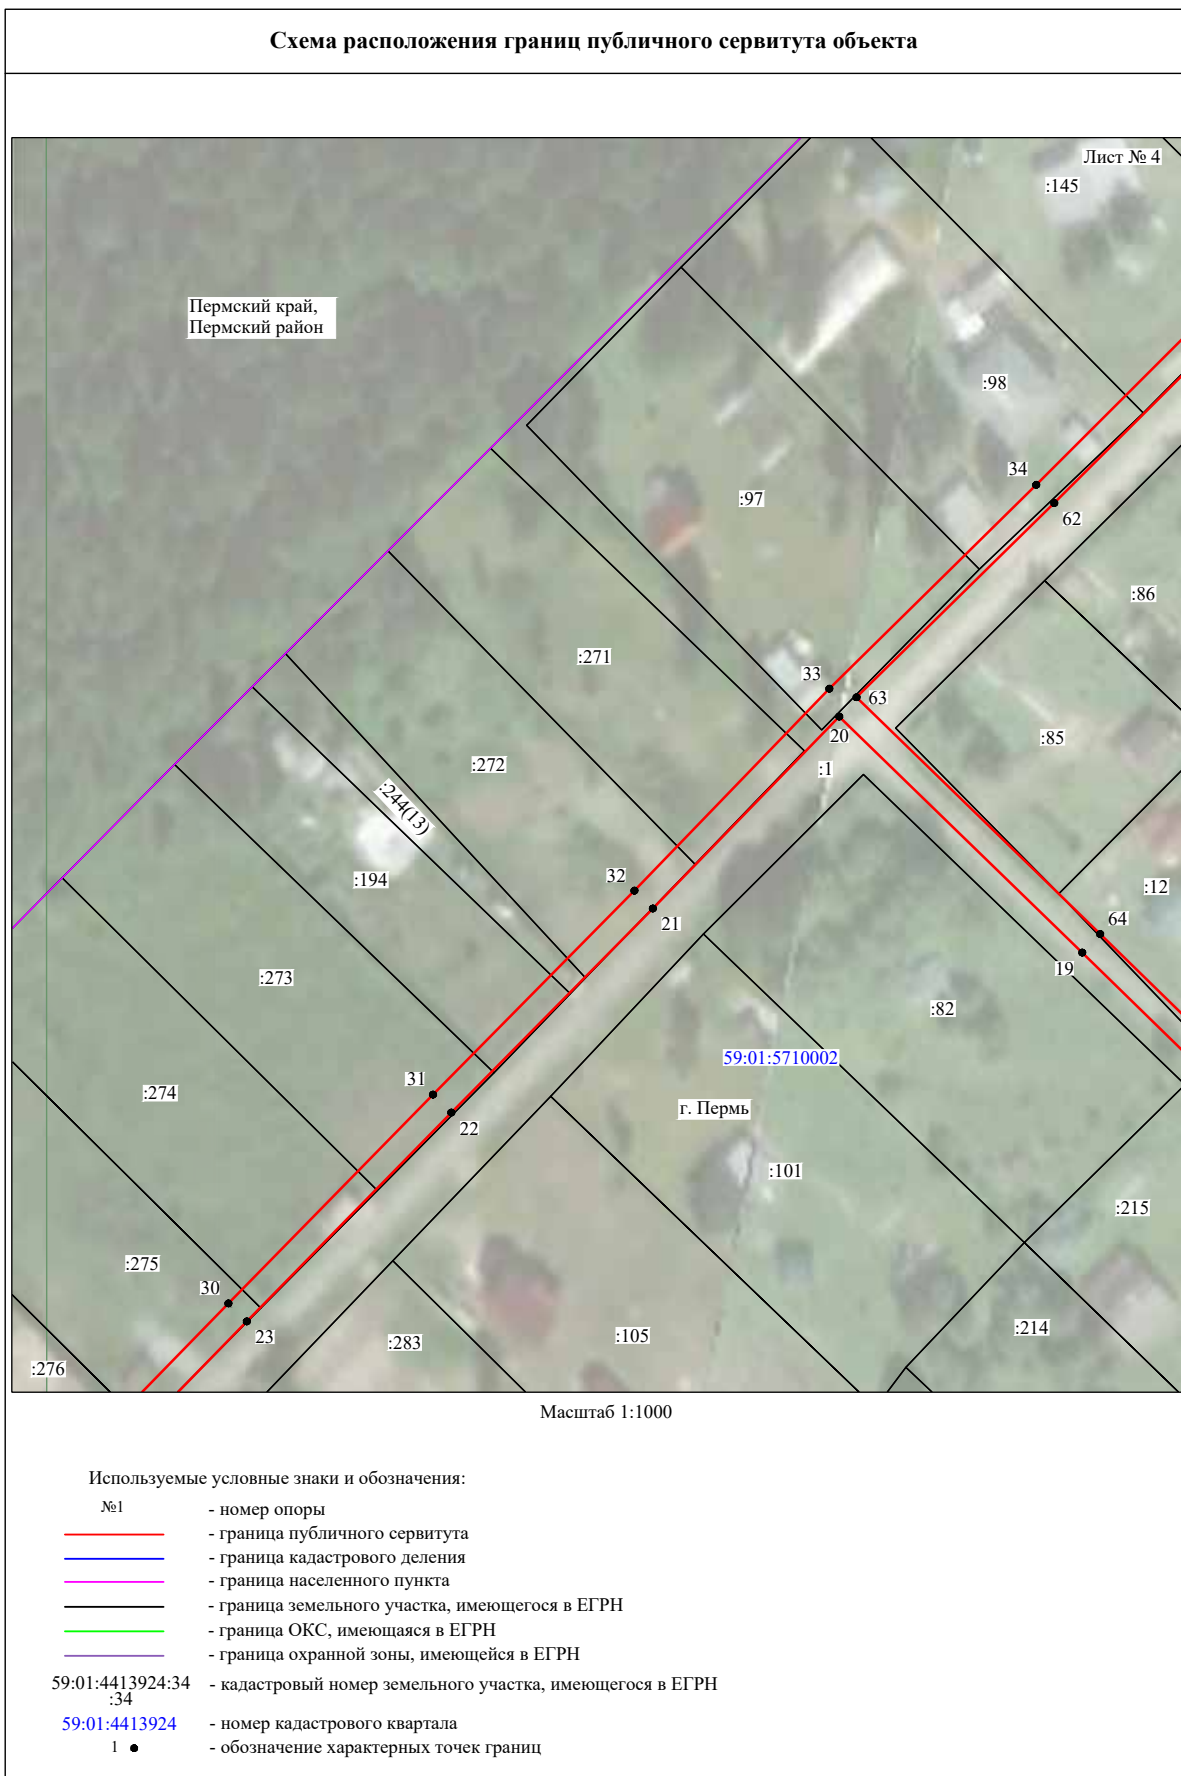 Схема расположения границ публичного сервитута объекта
Лист № 4
:145
Пермский край,
Пермский район
:98
34
:97
62
:86
:271
33
63
20
:85
:1
:272
:244(13)
:194
32
:12
21
64
19
:273
:82
59:01:5710002
31
:274
г. Пермь
22
:101
:215
:275
30
23
:105
:214
:283
:276
Масштаб 1:1000
Используемые условные знаки и обозначения:
№1 - номер опоры
- граница публичного сервитута
- граница кадастрового деления
- граница населенного пункта
- граница земельного участка, имеющегося в ЕГРН
- граница ОКС, имеющаяся в ЕГРН
- граница охранной зоны, имеющейся в ЕГРН
59:01:4413924:34 - кадастровый номер земельного участка, имеющегося в ЕГРН
:34
59:01:4413924 - номер кадастрового квартала
1 - обозначение характерных точек границ